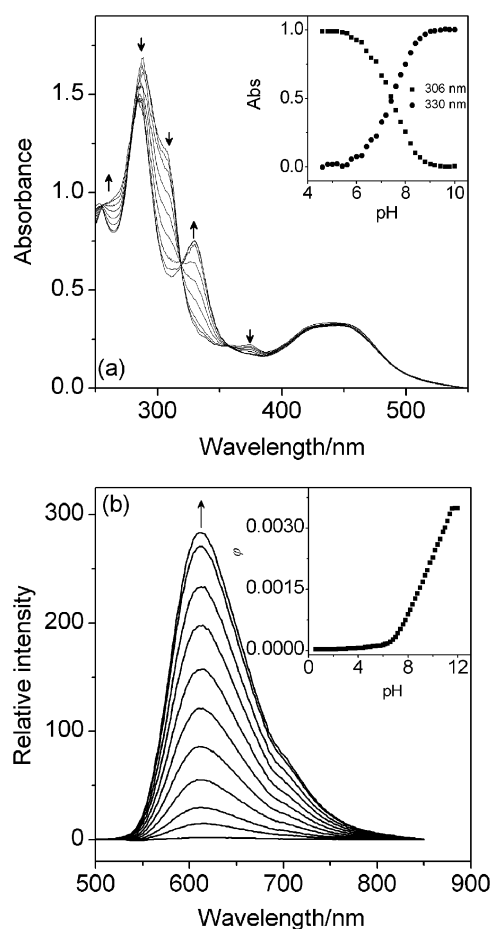 (a)
Absorbance
1.5
1.0
0.5
0.0
300
400
500
Wavelength/nm
Abs
1.0
0.5
0.0
4
6
8
10
pH
306 nm
330 nm
(b)
Relative intensity
300
200
100
0
500
600
700
800
900
Wavelength/nm
φ
0.0030
0.0015
0.0000
4
8
12
pH